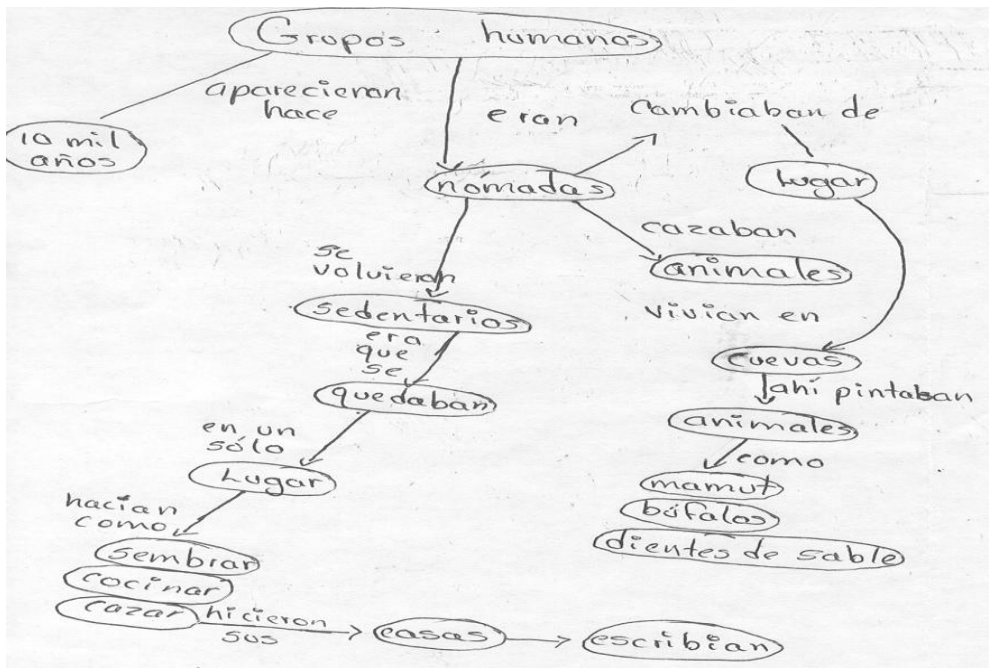 Grupos humanos
aparecieron
hace
10 mil
años
eran
cambiaban de
Lugar
nómadas
cazaban
animales
se
volvieron
sedentarios
vivian en
era
que
se
cuevas
quedaban
ahí pintaban
animales
en un
sólo
como
Lugar
mamut
hacian
como
búfalos
dientes de sable
sembrar
cocinar
cazar
hicieron
sus
casas
escribian